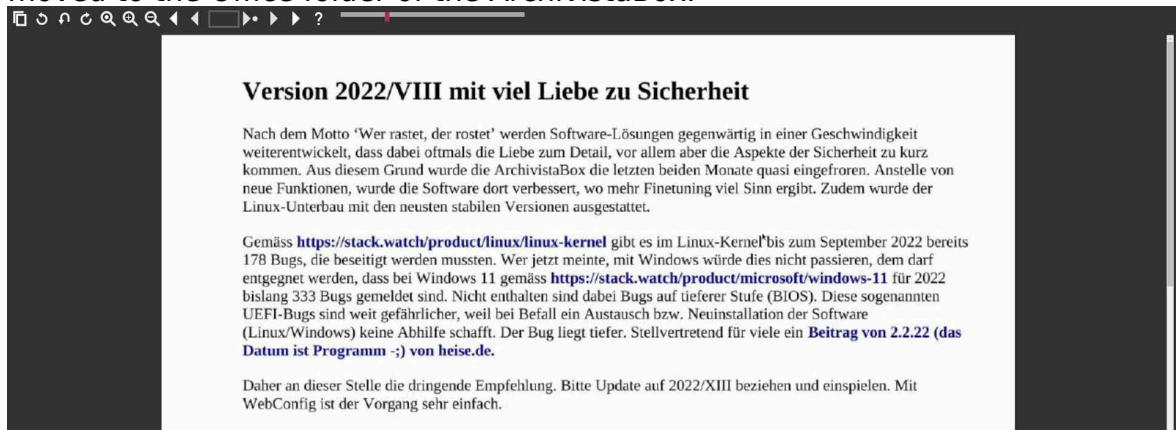 moved to the office folder of the ArchivistaBox.
?
Version 2022/VIII mit viel Liebe zu Sicherheit
Nach dem Motto ‘Wer rastet, der rostet’ werden Software-Lösungen gegenwärtig in einer Geschwindigkeit
weiterentwickelt, dass dabei oftmals die Liebe zum Detail, vor allem aber die Aspekte der Sicherheit zu kurz
kommen. Aus diesem Grund wurde die ArchivistaBox die letzten beiden Monate quasi eingefroren. Anstelle von
neue Funktionen, wurde die Software dort verbessert, wo mehr Finetuning viel Sinn ergibt. Zudem wurde der
Linux-Unterbau mit den neusten stabilen Versionen ausgestattet.
Gemäss https://stack.watch/product/linux/linux-kernel gibt es im Linux-Kernel bis zum September 2022 bereits
178 Bugs, die beseitigt werden mussten. Wer jetzt meinte, mit Windows würde dies nicht passieren, dem darf
entgegnet werden, dass bei Windows 11 gemäss https://stack.watch/product/microsoft/windows-11 für 2022
bislang 333 Bugs gemeldet sind. Nicht enthalten sind dabei Bugs auf tieferer Stufe (BIOS). Diese sogenannten
UEFI-Bugs sind weit gefährlicher, weil bei Befall ein Austausch bzw. Neuinstallation der Software
(Linux/Windows) keine Abhilfe schafft. Der Bug liegt tiefer. Stellvertretend für viele ein Beitrag von 2.2.22 (das
Datum ist Programm -;) von heise.de.
Daher an dieser Stelle die dringende Empfehlung. Bitte Update auf 2022/XIII beziehen und einspielen. Mit
WebConfig ist der Vorgang sehr einfach.